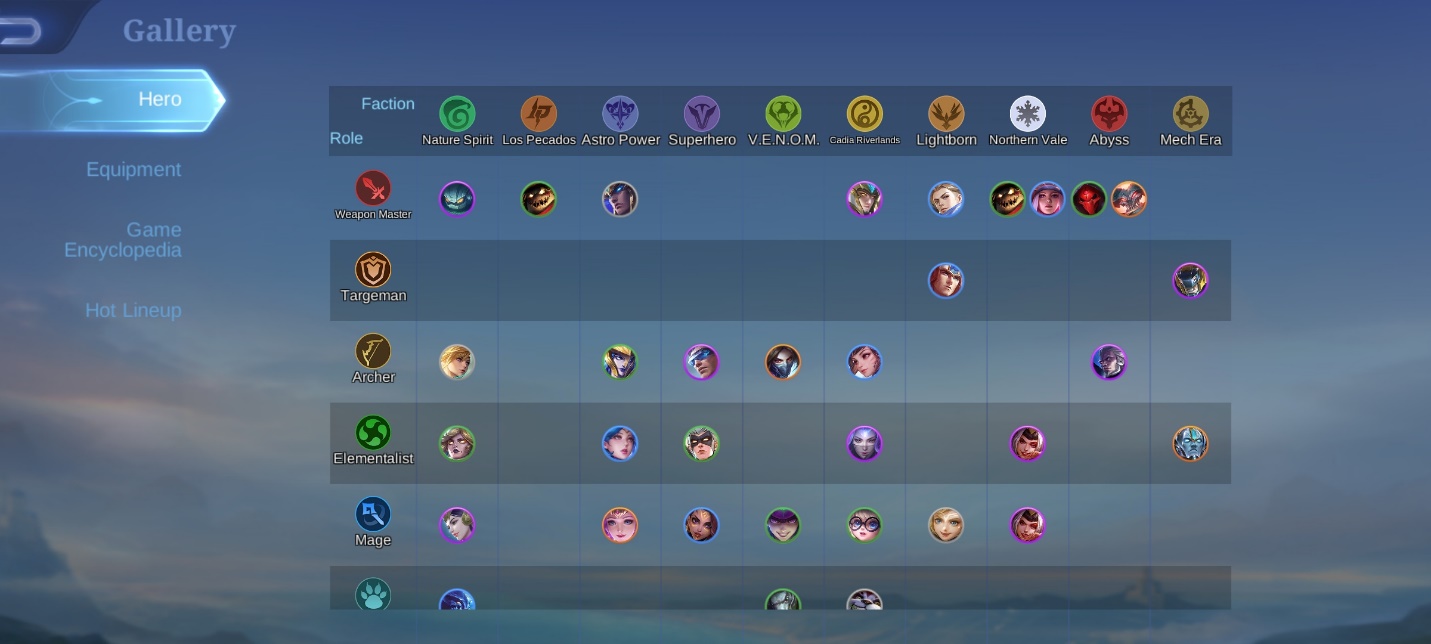 Gallery
Hero
Equipment
Game
Encyclopedia
Hot Lineup
Faction
Role
Nature Spirit
Los Pecados
Astro Power
Superhero
V.E.N.O.M.
Cadia Riverlands
Lightborn
Northern Vale
Abyss
Mech Era
Weapon Master
Targeman
Archer
Elementalist
Mage